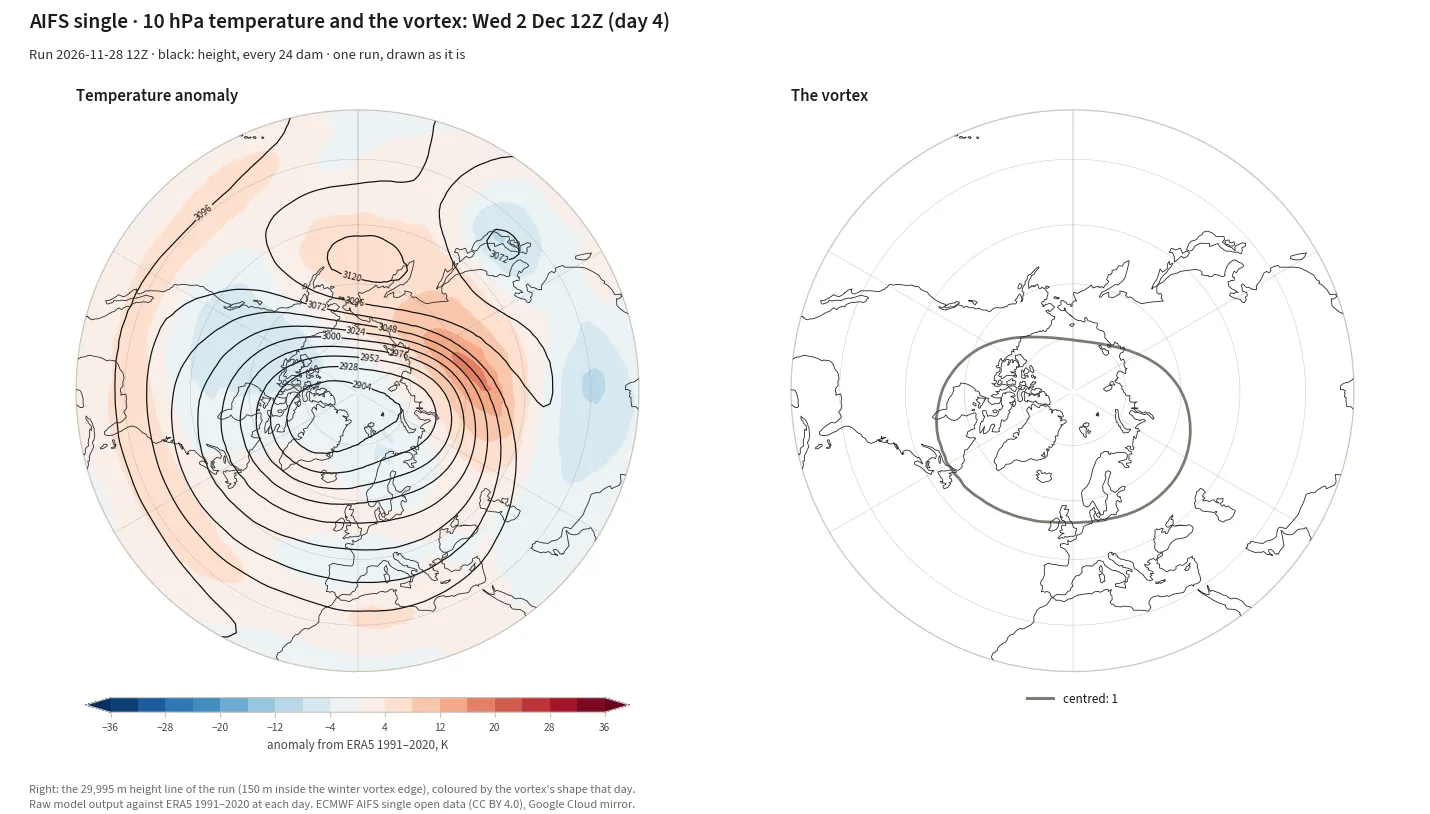 AIFS single · 10 hPa temperature and the vortex: Wed 2 Dec 12Z (day 4)
Run 2026-11-28 12Z · black: height, every 24 dam · one run, drawn as it is
Temperature anomaly
The vortex
3096
3072
3120
3096
3072
3048
3024
3000
2976
2952
2928
2904
−36 −28 −20 −12 −4 4 12 20 28 36
anomaly from ERA5 1991–2020, K
centred: 1
Right: the 29,995 m height line of the run (150 m inside the winter vortex edge), coloured by the vortex's shape that day.
Raw model output against ERA5 1991–2020 at each day. ECMWF AIFS single open data (CC BY 4.0), Google Cloud mirror.